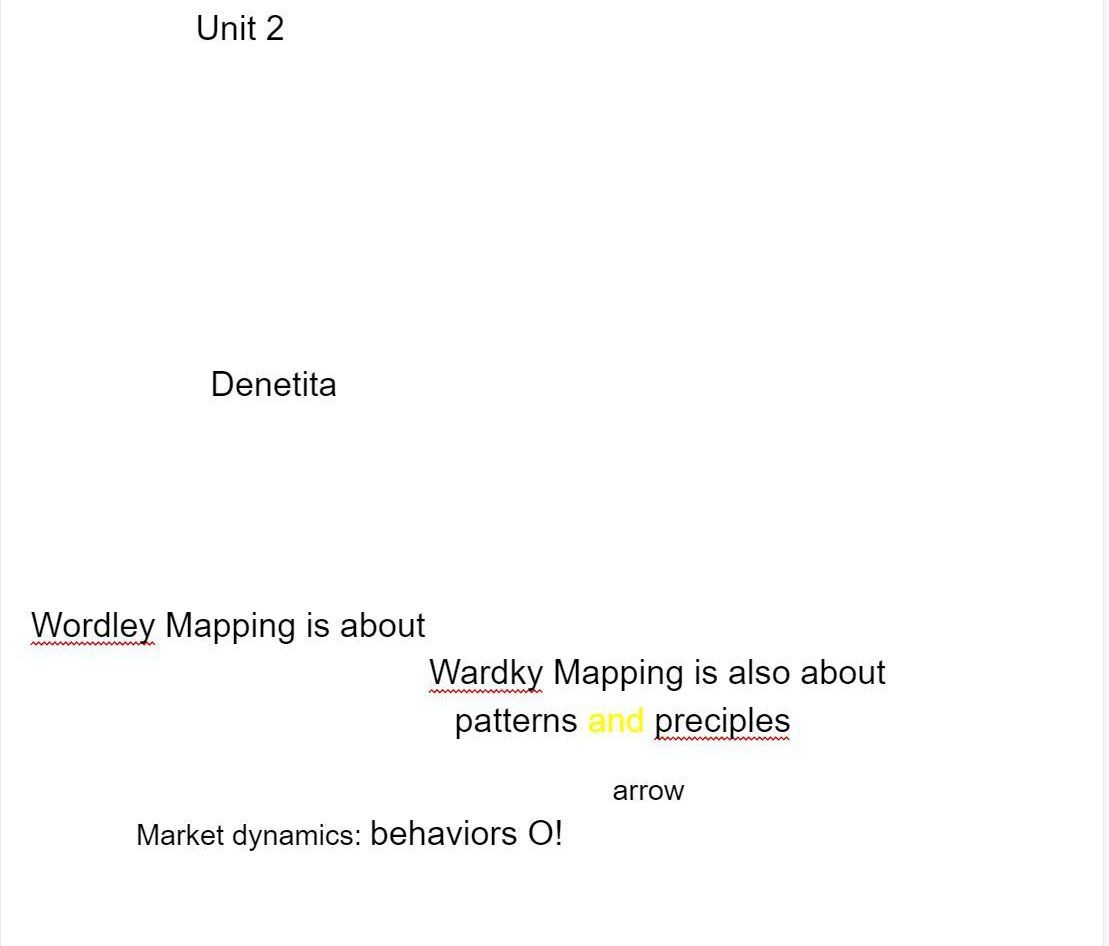 Unit 2
Denetita
Wordley Mapping is about
Wardky Mapping is also about
patterns and preciples
arrow
Market dynamics: behaviors O!